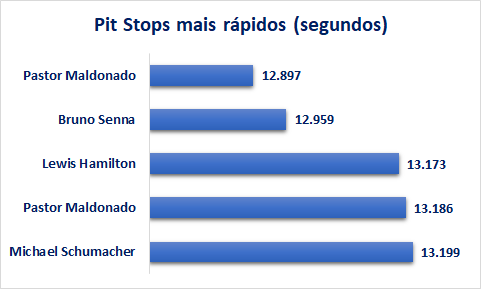 Pit Stops mais rápidos (segundos)
Pastor Maldonado 12.897
Bruno Senna 12.959
Lewis Hamilton 13.173
Pastor Maldonado 13.186
Michael Schumacher 13.199